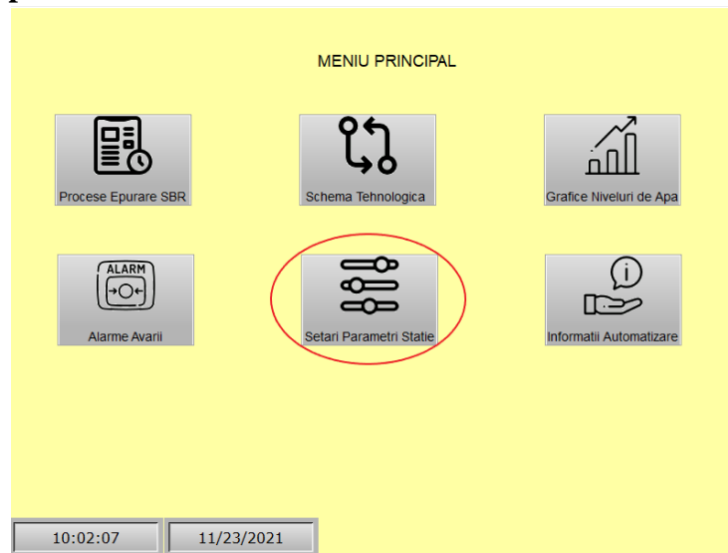 MENIU PRINCIPAL
Procese Epurare SBR
Schema Tehnologica
Grafice Niveluri de Apa
ALARM
Alarme Avarii
Setari Parametri Statie
Informatii Automatizare
10:02:07
11/23/2021